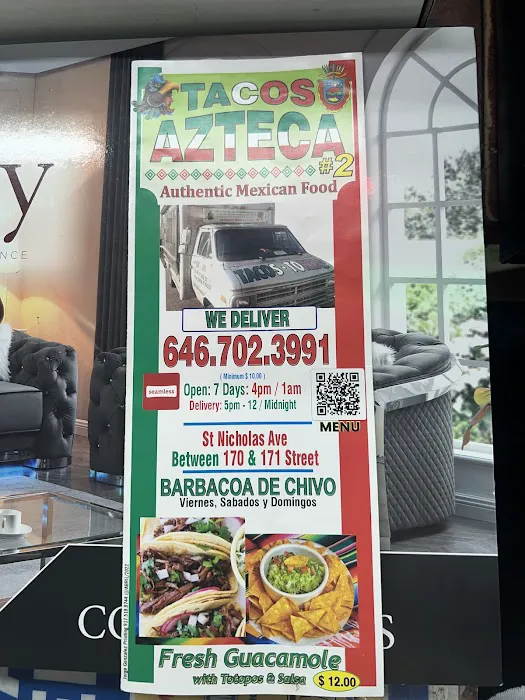 TACOS
AZTECA
#2
Authentic Mexican Food
TACOS
WE DELIVER
646.702.3991
( Minimum $ 10.00 )
seamless
Open: 7 Days: 4pm / 1am
Delivery: 5pm - 12 / Midnight
MENU
St Nicholas Ave
Between 170 & 171 Street
BARBACOA DE CHIVO
Viernes, Sabados y Domingos
Fresh Guacamole
with Totopos & Salsa
$ 12.00
y
NCE
CO
S